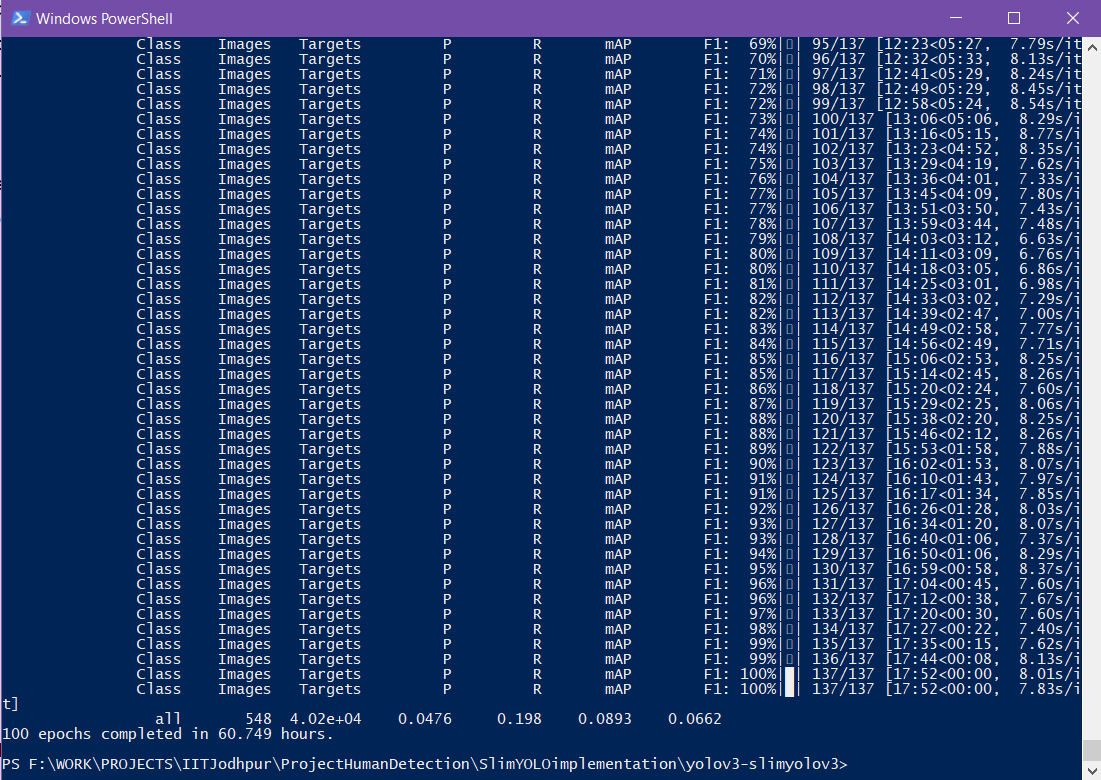 Windows PowerShell
Class Images Targets P R mAP F1: 69%|▯| 95/137 [12:23<05:27, 7.79s/it
Class Images Targets P R mAP F1: 70%|▯| 96/137 [12:32<05:33, 8.13s/it
Class Images Targets P R mAP F1: 71%|▯| 97/137 [12:41<05:29, 8.24s/it
Class Images Targets P R mAP F1: 72%|▯| 98/137 [12:49<05:29, 8.45s/it
Class Images Targets P R mAP F1: 72%|▯| 99/137 [12:58<05:24, 8.54s/it
Class Images Targets P R mAP F1: 73%|▯| 100/137 [13:06<05:06, 8.29s/i
Class Images Targets P R mAP F1: 74%|▯| 101/137 [13:16<05:15, 8.77s/i
Class Images Targets P R mAP F1: 74%|▯| 102/137 [13:23<04:52, 8.35s/i
Class Images Targets P R mAP F1: 75%|▯| 103/137 [13:29<04:19, 7.62s/i
Class Images Targets P R mAP F1: 76%|▯| 104/137 [13:36<04:01, 7.33s/i
Class Images Targets P R mAP F1: 77%|▯| 105/137 [13:45<04:09, 7.80s/i
Class Images Targets P R mAP F1: 77%|▯| 106/137 [13:51<03:50, 7.43s/i
Class Images Targets P R mAP F1: 78%|▯| 107/137 [13:59<03:44, 7.48s/i
Class Images Targets P R mAP F1: 79%|▯| 108/137 [14:03<03:12, 6.63s/i
Class Images Targets P R mAP F1: 80%|▯| 109/137 [14:11<03:09, 6.76s/i
Class Images Targets P R mAP F1: 80%|▯| 110/137 [14:18<03:05, 6.86s/i
Class Images Targets P R mAP F1: 81%|▯| 111/137 [14:25<03:01, 6.98s/i
Class Images Targets P R mAP F1: 82%|▯| 112/137 [14:33<03:02, 7.29s/i
Class Images Targets P R mAP F1: 82%|▯| 113/137 [14:39<02:47, 7.00s/i
Class Images Targets P R mAP F1: 83%|▯| 114/137 [14:49<02:58, 7.77s/i
Class Images Targets P R mAP F1: 84%|▯| 115/137 [14:56<02:49, 7.71s/i
Class Images Targets P R mAP F1: 85%|▯| 116/137 [15:06<02:53, 8.25s/i
Class Images Targets P R mAP F1: 85%|▯| 117/137 [15:14<02:45, 8.26s/i
Class Images Targets P R mAP F1: 86%|▯| 118/137 [15:20<02:24, 7.60s/i
Class Images Targets P R mAP F1: 87%|▯| 119/137 [15:29<02:25, 8.06s/i
Class Images Targets P R mAP F1: 88%|▯| 120/137 [15:38<02:20, 8.25s/i
Class Images Targets P R mAP F1: 88%|▯| 121/137 [15:46<02:12, 8.26s/i
Class Images Targets P R mAP F1: 89%|▯| 122/137 [15:53<01:58, 7.88s/i
Class Images Targets P R mAP F1: 90%|▯| 123/137 [16:02<01:53, 8.07s/i
Class Images Targets P R mAP F1: 91%|▯| 124/137 [16:10<01:43, 7.97s/i
Class Images Targets P R mAP F1: 91%|▯| 125/137 [16:17<01:34, 7.85s/i
Class Images Targets P R mAP F1: 92%|▯| 126/137 [16:26<01:28, 8.03s/i
Class Images Targets P R mAP F1: 93%|▯| 127/137 [16:34<01:20, 8.07s/i
Class Images Targets P R mAP F1: 93%|▯| 128/137 [16:40<01:06, 7.37s/i
Class Images Targets P R mAP F1: 94%|▯| 129/137 [16:50<01:06, 8.29s/i
Class Images Targets P R mAP F1: 95%|▯| 130/137 [16:59<00:58, 8.37s/i
Class Images Targets P R mAP F1: 96%|▯| 131/137 [17:04<00:45, 7.60s/i
Class Images Targets P R mAP F1: 96%|▯| 132/137 [17:12<00:38, 7.67s/i
Class Images Targets P R mAP F1: 97%|▯| 133/137 [17:20<00:30, 7.60s/i
Class Images Targets P R mAP F1: 98%|▯| 134/137 [17:27<00:22, 7.40s/i
Class Images Targets P R mAP F1: 99%|▯| 135/137 [17:35<00:15, 7.62s/i
Class Images Targets P R mAP F1: 99%|▯| 136/137 [17:44<00:08, 8.13s/i
Class Images Targets P R mAP F1: 100%|█| 137/137 [17:52<00:00, 8.01s/i
Class Images Targets P R mAP F1: 100%|█| 137/137 [17:52<00:00, 7.83s/i
t]
all 548 4.02e+04 0.0476 0.198 0.0893 0.0662
100 epochs completed in 60.749 hours.
PS F:\WORK\PROJECTS\IITJodhpur\ProjectHumanDetection\SlimYOLOimplementation\yolov3-slimyolov3>